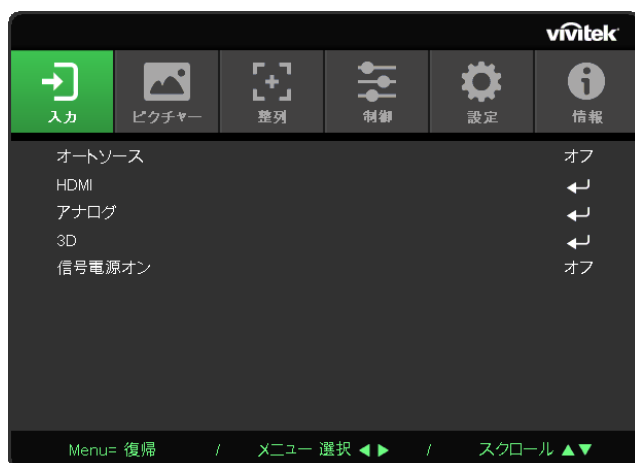 vivitek
入力 ピクチャー 整列 制御 設定 情報
オートソース オフ
HDMI
アナログ
3D
信号電源オン オフ
Menu= 復帰 / メニュー 選択 ◀ ▶ / スクロール ▲▼